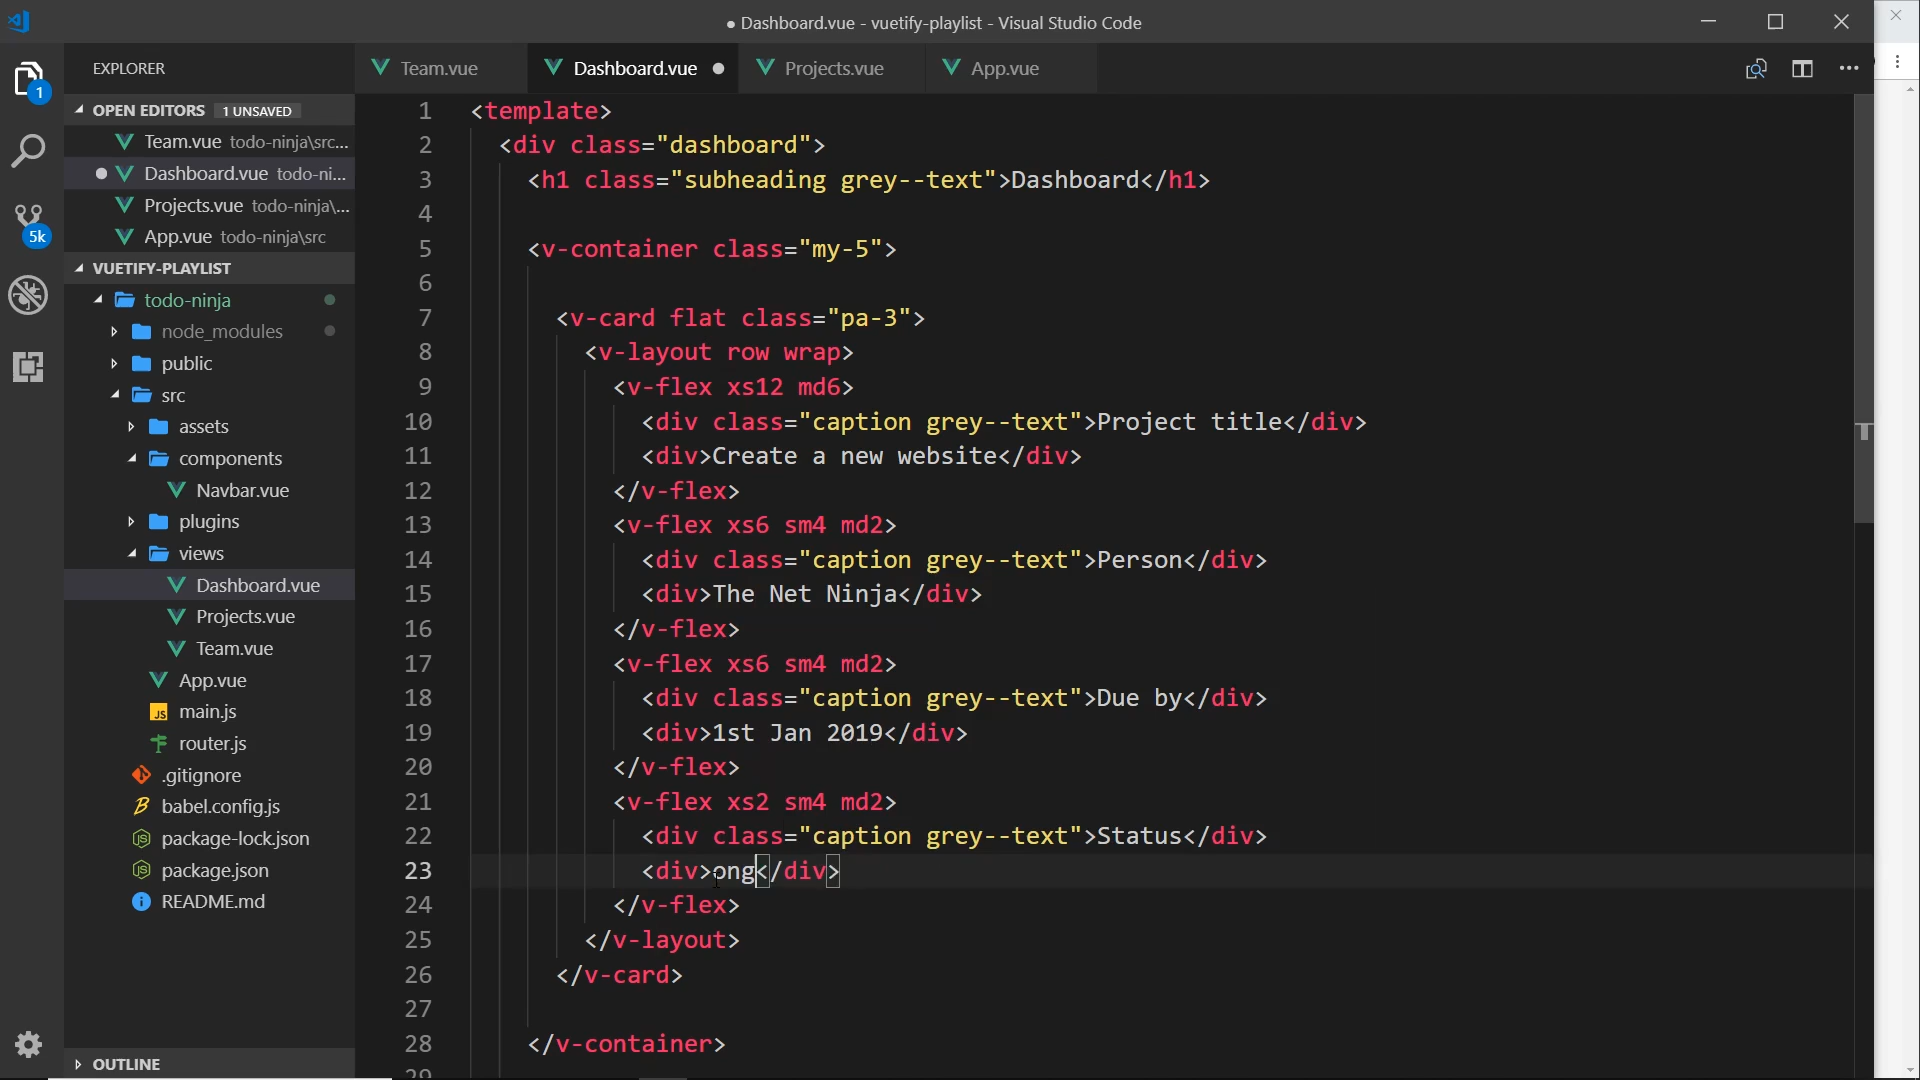 Dashboard.vue - vuetify-playlist - Visual Studio Code
EXPLORER
Team.vue
Dashboard.vue
Projects.vue
App.vue
OPEN EDITORS 1 UNSAVED
Team.vue todo-ninja\src...
Dashboard.vue todo-ni...
Projects.vue todo-ninja\...
App.vue todo-ninja\src
VUETIFY-PLAYLIST
todo-ninja
node_modules
public
src
assets
components
Navbar.vue
plugins
views
Dashboard.vue
Projects.vue
Team.vue
App.vue
JS main.js
router.js
.gitignore
babel.config.js
package-lock.json
package.json
README.md
OUTLINE
1
5k
1 <template>
2 <div class="dashboard">
3 <h1 class="subheading grey--text">Dashboard</h1>
4
5 <v-container class="my-5">
6
7 <v-card flat class="pa-3">
8 <v-layout row wrap>
9 <v-flex xs12 md6>
10 <div class="caption grey--text">Project title</div>
11 <div>Create a new website</div>
12 </v-flex>
13 <v-flex xs6 sm4 md2>
14 <div class="caption grey--text">Person</div>
15 <div>The Net Ninja</div>
16 </v-flex>
17 <v-flex xs6 sm4 md2>
18 <div class="caption grey--text">Due by</div>
19 <div>1st Jan 2019</div>
20 </v-flex>
21 <v-flex xs2 sm4 md2>
22 <div class="caption grey--text">Status</div>
23 <div>ong</div>
24 </v-flex>
25 </v-layout>
26 </v-card>
27
28 </v-container>
29